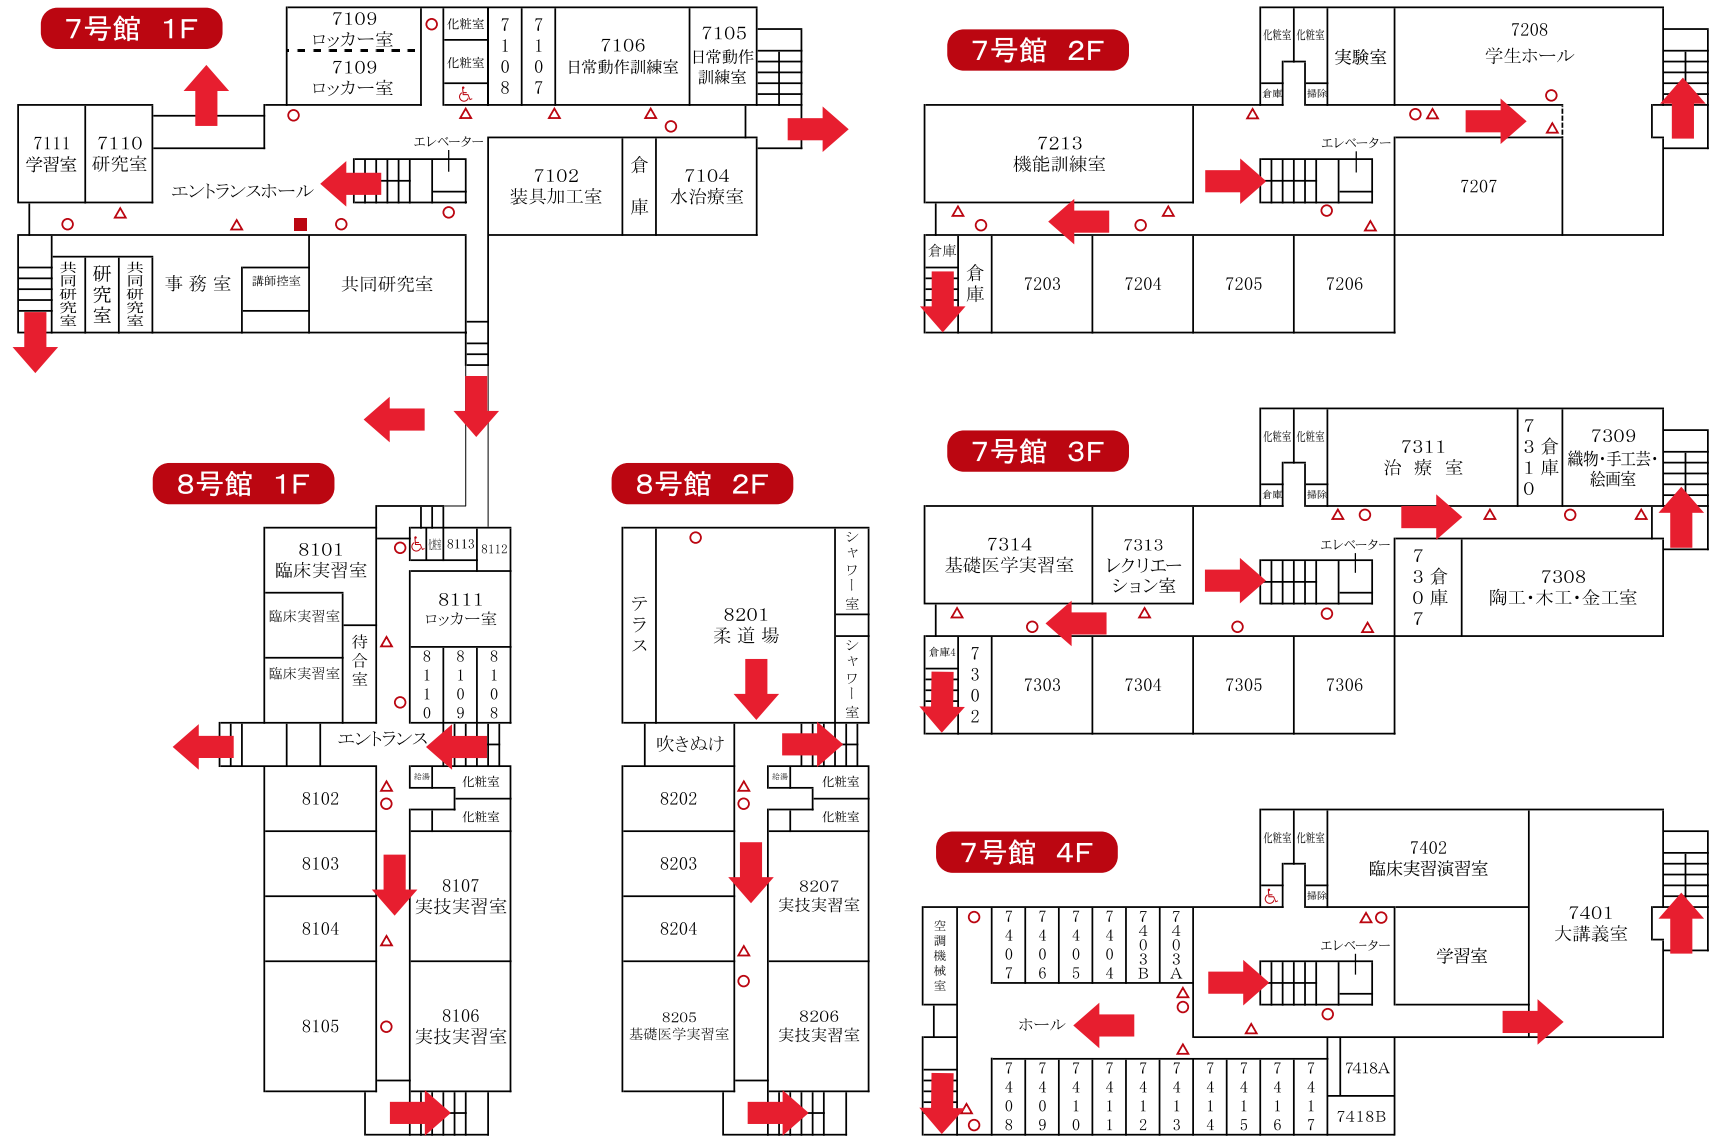 7号館 1F
7109
ロッカー室
7109
ロッカー室
化粧室
化粧室
7108
7107
7106
日常動作訓練室
7105
日常動作
訓練室
7111
学習室
7110
研究室
エントランスホール
エレベーター
7102
装具加工室
倉庫
7104
水治療室
共同研究室
研究室
共同研究室
事務室
講師控室
共同研究室
7号館 2F
化粧室
化粧室
倉庫
掃除
実験室
7208
学生ホール
7213
機能訓練室
エレベーター
7207
倉庫
倉庫
7203
7204
7205
7206
8号館 1F
8101
臨床実習室
臨床実習室
臨床実習室
待合室
化粧室
8113
8112
8111
ロッカー室
8110
8109
8108
エントランス
給湯
化粧室
化粧室
8102
8103
8104
8105
8107
実技実習室
8106
実技実習室
8号館 2F
テラス
8201
柔道場
シャワー室
シャワー室
吹きぬけ
給湯
化粧室
化粧室
8202
8203
8204
8205
基礎医学実習室
8207
実技実習室
8206
実技実習室
7号館 3F
化粧室
化粧室
倉庫
掃除
7311
治療室
7310
倉庫
7309
織物・手工芸・
絵画室
7314
基礎医学実習室
7313
レクリエー
ション室
エレベーター
7307
倉庫
7308
陶工・木工・金工室
倉庫4
7302
7303
7304
7305
7306
7号館 4F
化粧室
化粧室
掃除
7402
臨床実習演習室
7401
大講義室
空調機械室
7407
7406
7405
7404
7403B
7403A
エレベーター
学習室
ホール
7408
7409
7410
7411
7412
7413
7414
7415
7416
7417
7418A
7418B